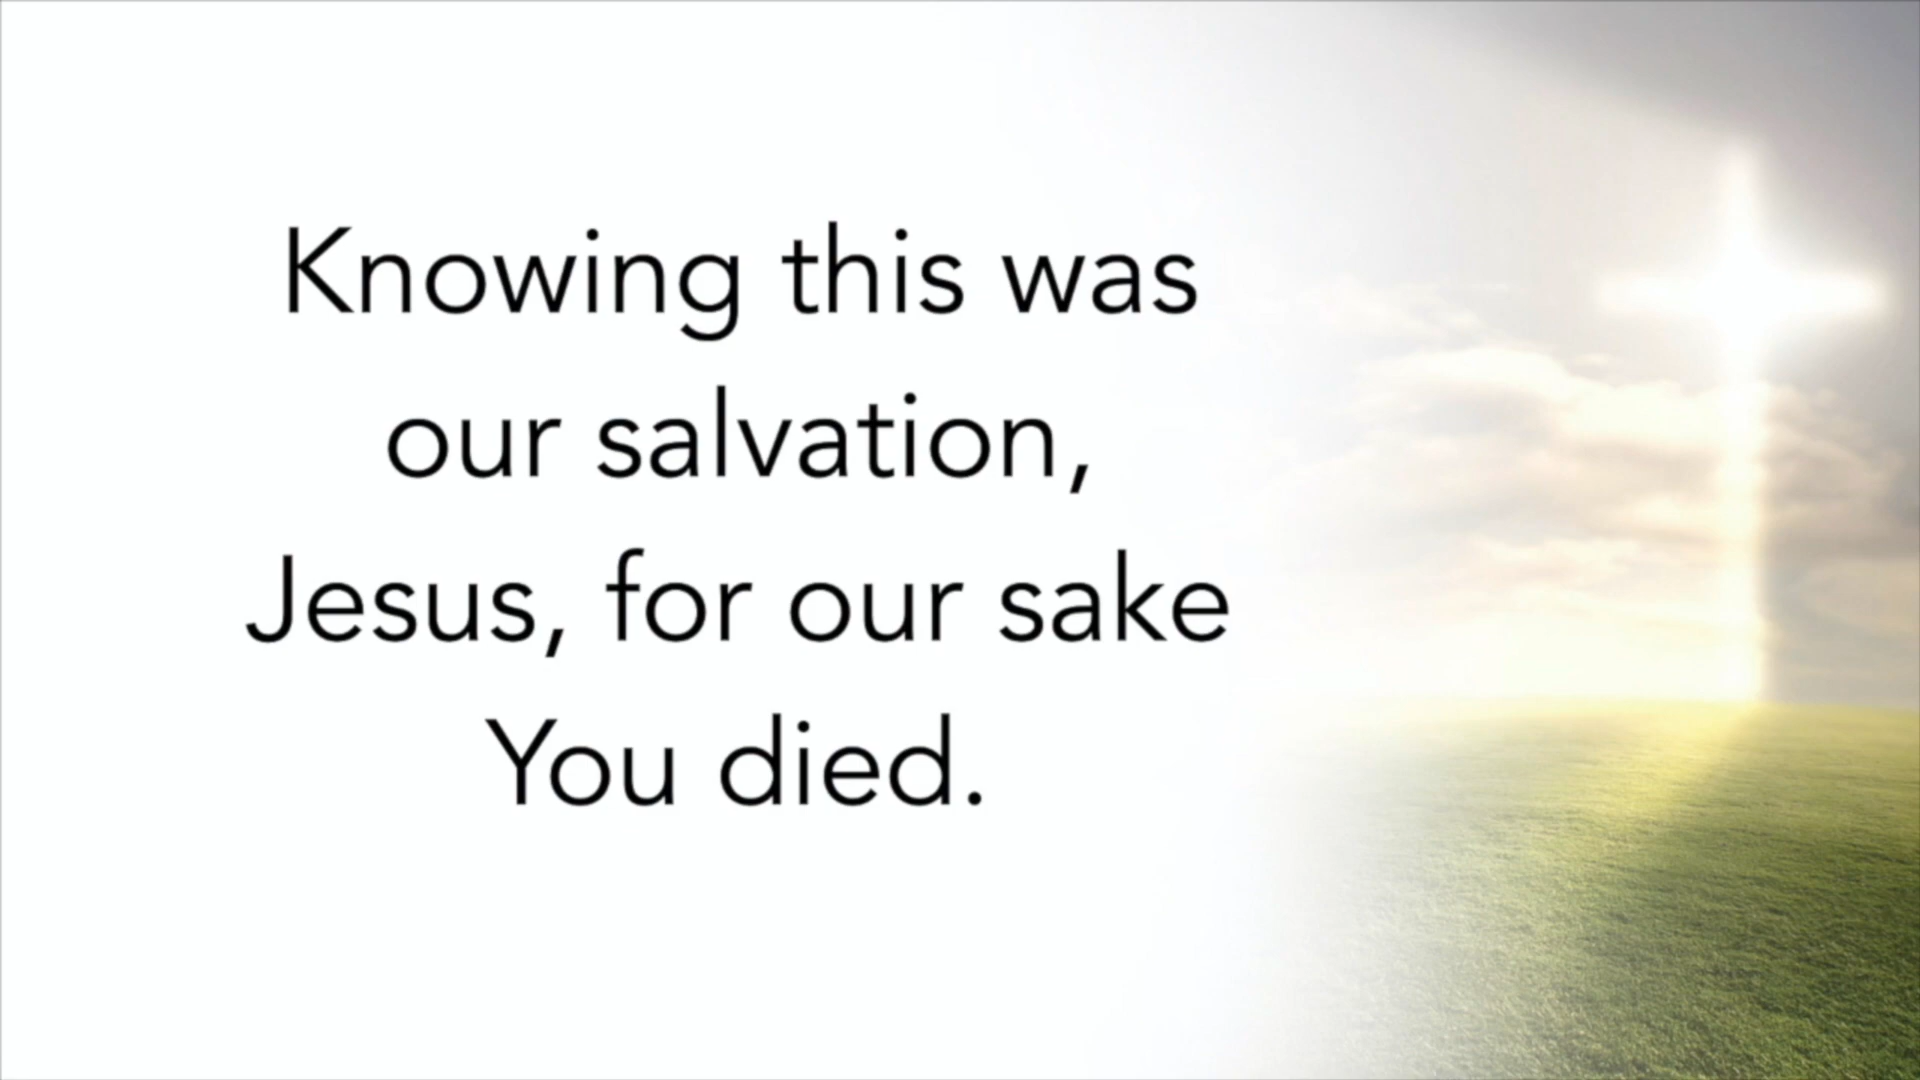 Knowing this was
our salvation,
Jesus, for our sake
You died.